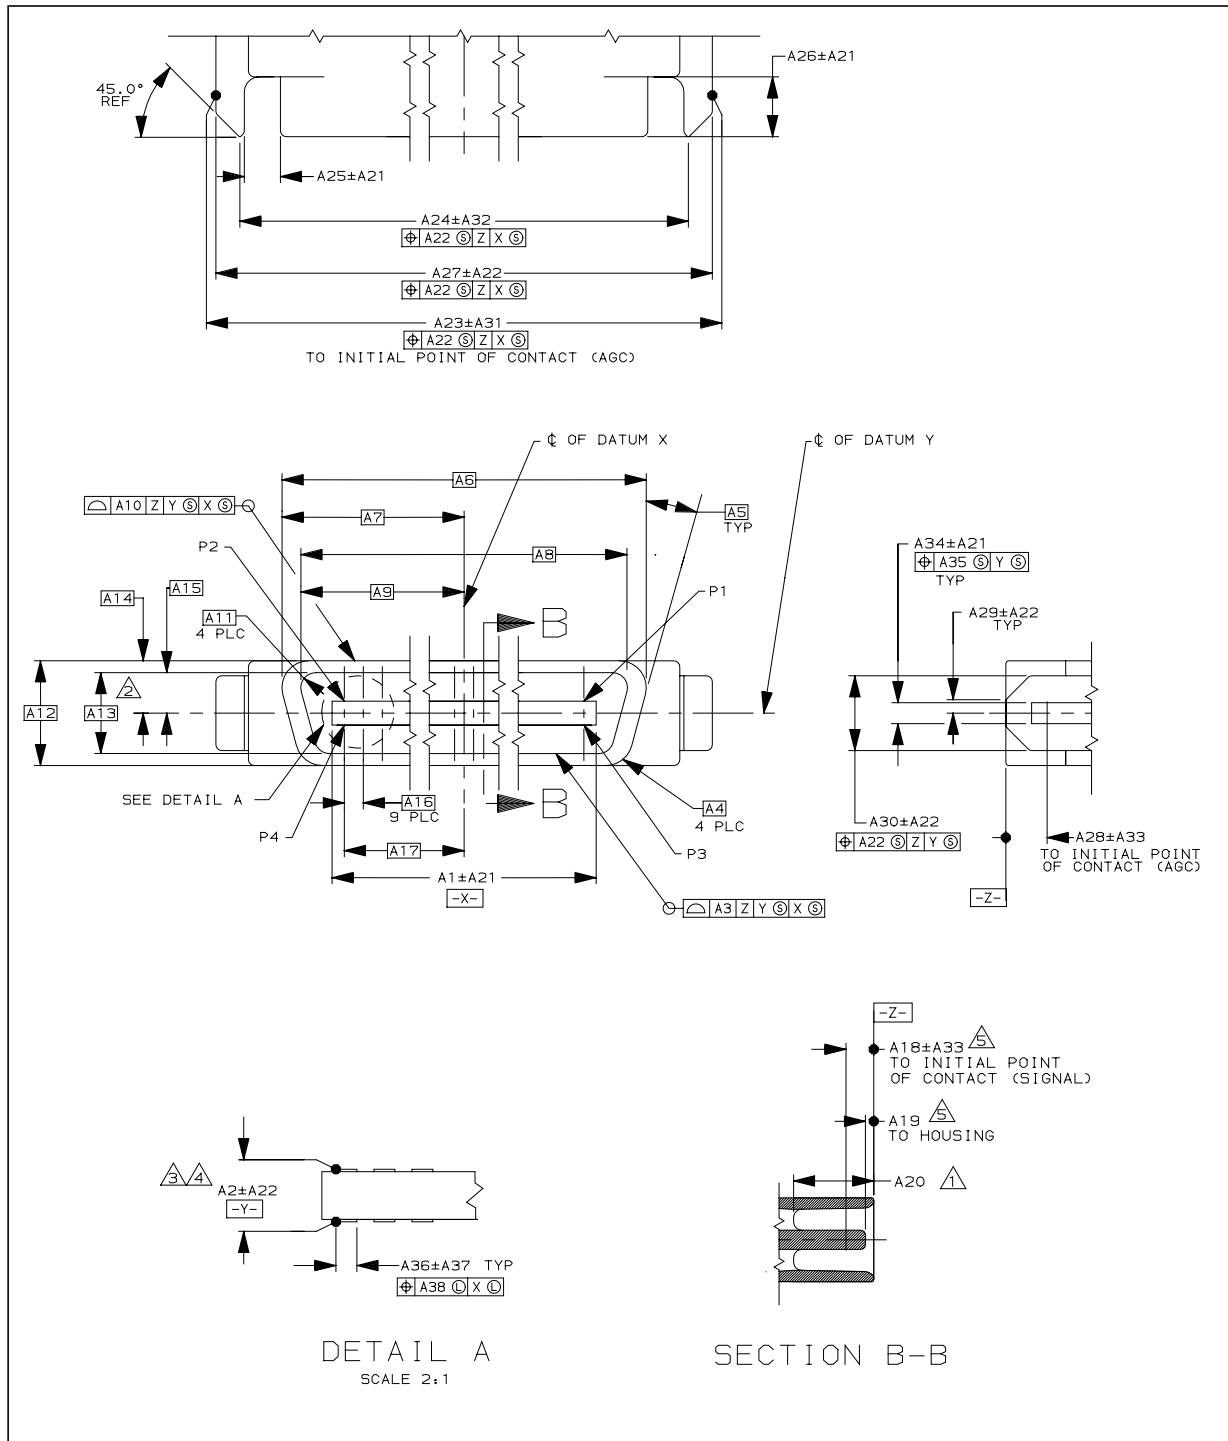 A26±A21
45.0°
REF
A25±A21
A24±A32
⌖ A22 Ⓢ Z X Ⓢ
A27±A22
⌖ A22 Ⓢ Z X Ⓢ
A23±A31
⌖ A22 Ⓢ Z X Ⓢ
TO INITIAL POINT OF CONTACT (AGC)
℄ OF DATUM X
℄ OF DATUM Y
A6
⌓ A10 Z Y Ⓢ X Ⓢ
A7
A5
TYP
P2
A8
A34±A21
⌖ A35 Ⓢ Y Ⓢ
TYP
A14
A15
A9
P1
A11
4 PLC
B
A29±A22
TYP
2
A12
A13
SEE DETAIL A
A16
9 PLC
B
A4
4 PLC
A30±A22
⌖ A22 Ⓢ Z Y Ⓢ
P4
A17
P3
A28±A33
TO INITIAL POINT
OF CONTACT (AGC)
A1±A21
-X-
-Z-
⌓ A3 Z Y Ⓢ X Ⓢ
-Z-
A18±A33 5
TO INITIAL POINT
OF CONTACT (SIGNAL)
A19 5
TO HOUSING
3 4
A2±A22
-Y-
A20 1
A36±A37 TYP
⌖ A38 Ⓛ X Ⓛ
DETAIL A
SCALE 2:1
SECTION B-B